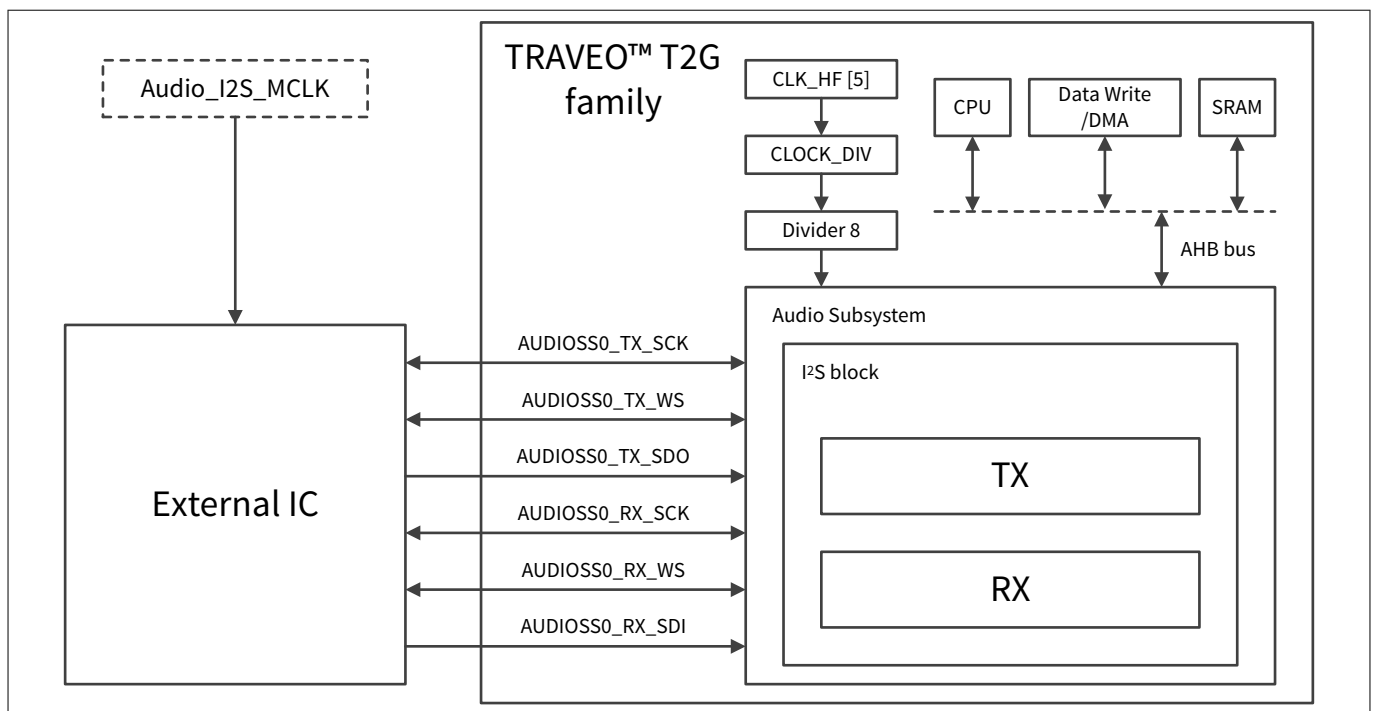 TRAVEO™ T2G
family
Audio_I2S_MCLK
CLK_HF [5]
CLOCK_DIV
Divider 8
CPU
Data Write
/DMA
SRAM
AHB bus
Audio Subsystem
I²S block
TX
RX
External IC
AUDIOSS0_TX_SCK
AUDIOSS0_TX_WS
AUDIOSS0_TX_SDO
AUDIOSS0_RX_SCK
AUDIOSS0_RX_WS
AUDIOSS0_RX_SDI